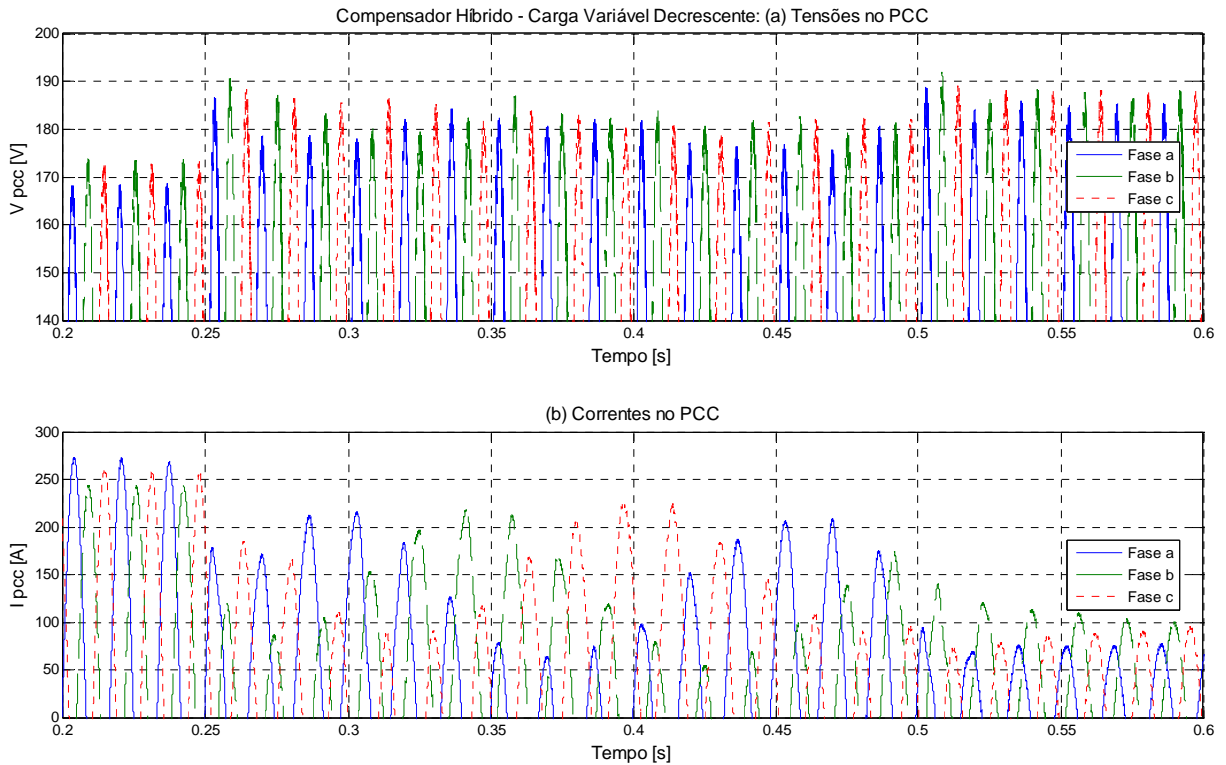 Compensador Híbrido - Carga Variável Decrescente: (a) Tensões no PCC
V pcc [V]
200
190
180
170
160
150
140
Fase a
Fase b
Fase c
0.2 0.25 0.3 0.35 0.4 0.45 0.5 0.55 0.6
Tempo [s]
(b) Correntes no PCC
I pcc [A]
300
250
200
150
100
50
0
Fase a
Fase b
Fase c
0.2 0.25 0.3 0.35 0.4 0.45 0.5 0.55 0.6
Tempo [s]